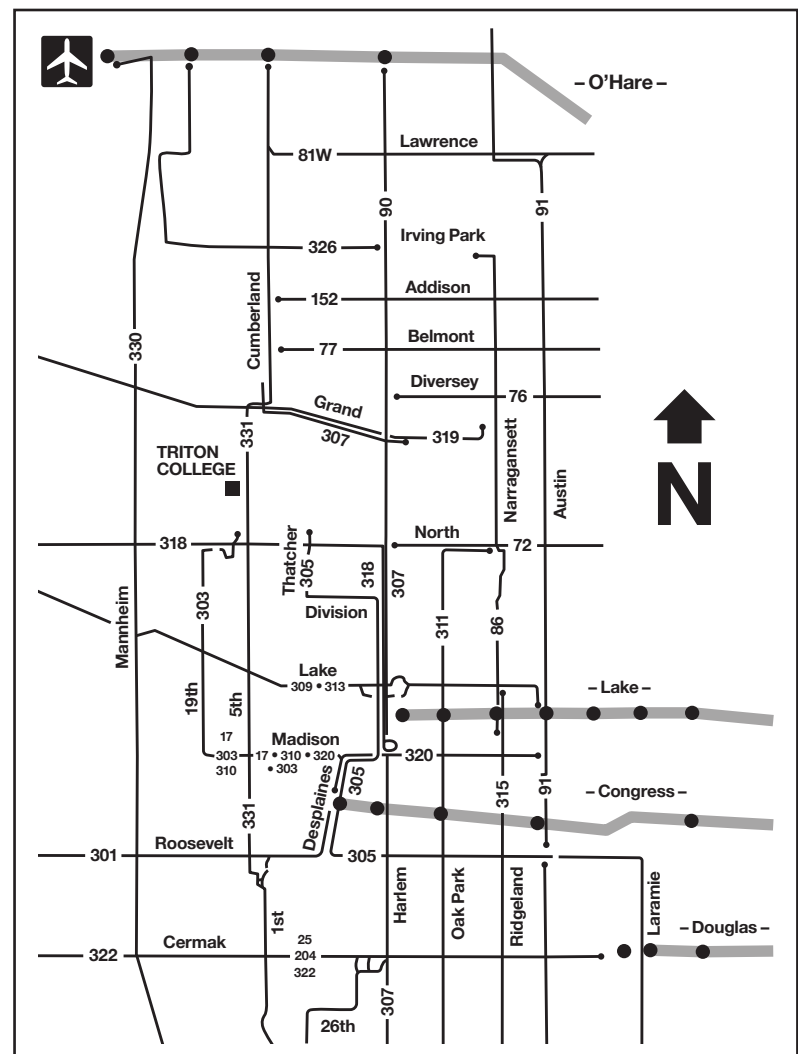 – O'Hare –
Lawrence
81W
90
91
Irving Park
326
Addison
152
Cumberland
330
Belmont
77
Diversey
76
Grand
307
319
331
TRITON
COLLEGE
Narragansett
Austin
N
North
318
72
Thatcher
305
318
307
303
Division
311
86
Mannheim
Lake
309 • 313
– Lake –
19th
5th
17
303
310
Madison
17 • 310 • 320
• 303
320
305
Desplaines
315
91
– Congress –
331
Roosevelt
301
305
Harlem
Oak Park
Ridgeland
Laramie
1st
– Douglas –
Cermak
322
25
204
322
307
26th